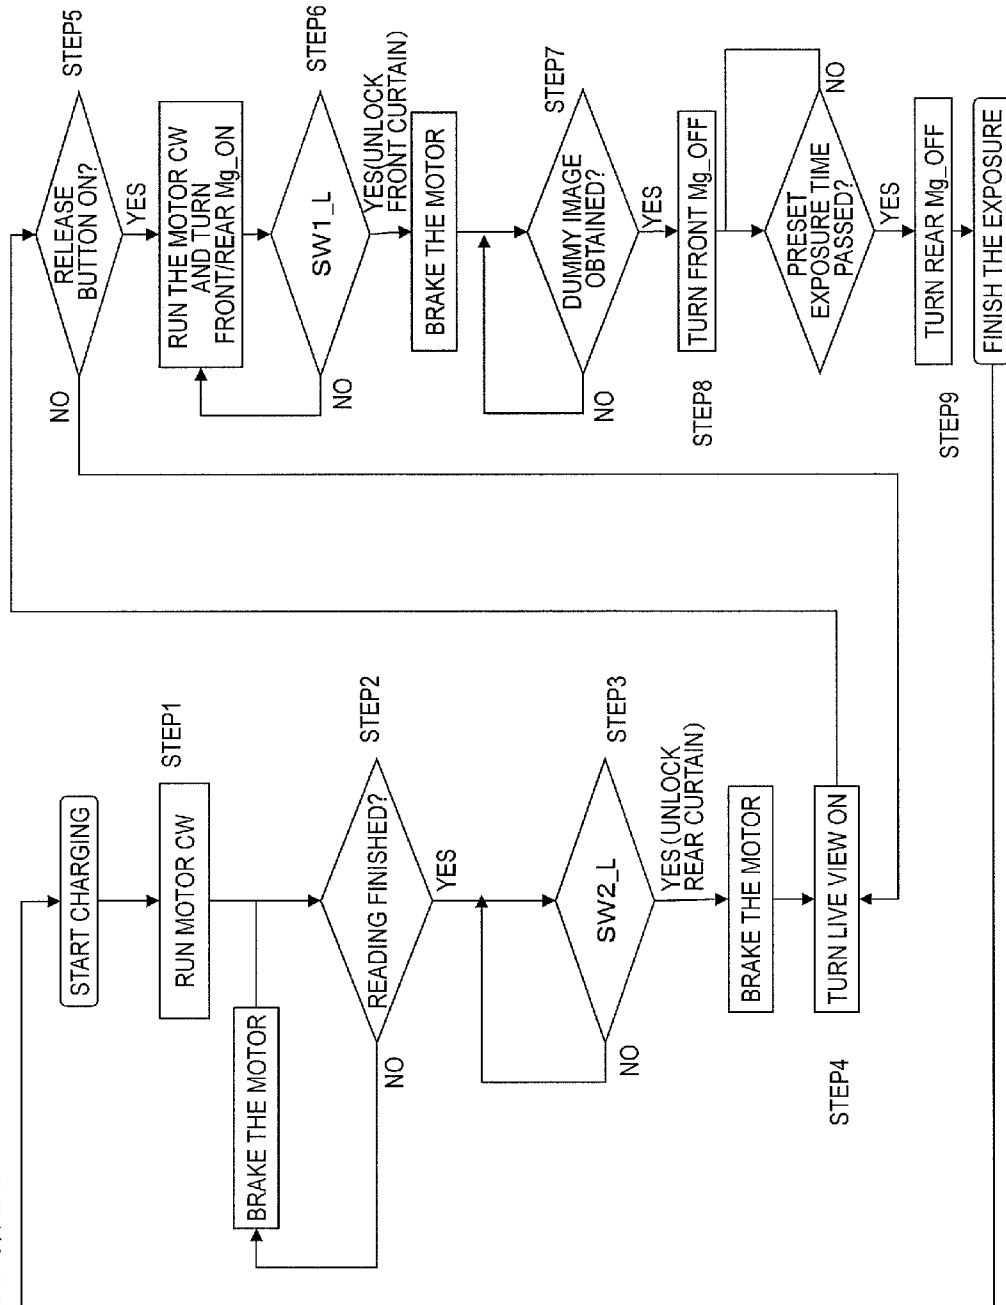 START CHARGING
STEP1
RUN MOTOR CW
BRAKE THE MOTOR
STEP2
READING FINISHED?
NO
YES
STEP3
SW2_L
NO
YES(UNLOCK
REAR CURTAIN)
BRAKE THE MOTOR
STEP4
TURN LIVE VIEW ON
STEP5
RELEASE
BUTTON ON?
NO
YES
RUN THE MOTOR CW
AND TURN
FRONT/REAR Mg_ON
STEP6
SW1_L
NO
YES(UNLOCK
FRONT CURTAIN)
BRAKE THE MOTOR
STEP7
DUMMY IMAGE
OBTAINED?
NO
YES
STEP8
TURN FRONT Mg_OFF
PRESET
EXPOSURE TIME
PASSED?
NO
YES
STEP9
TURN REAR Mg_OFF
FINISH THE EXPOSURE